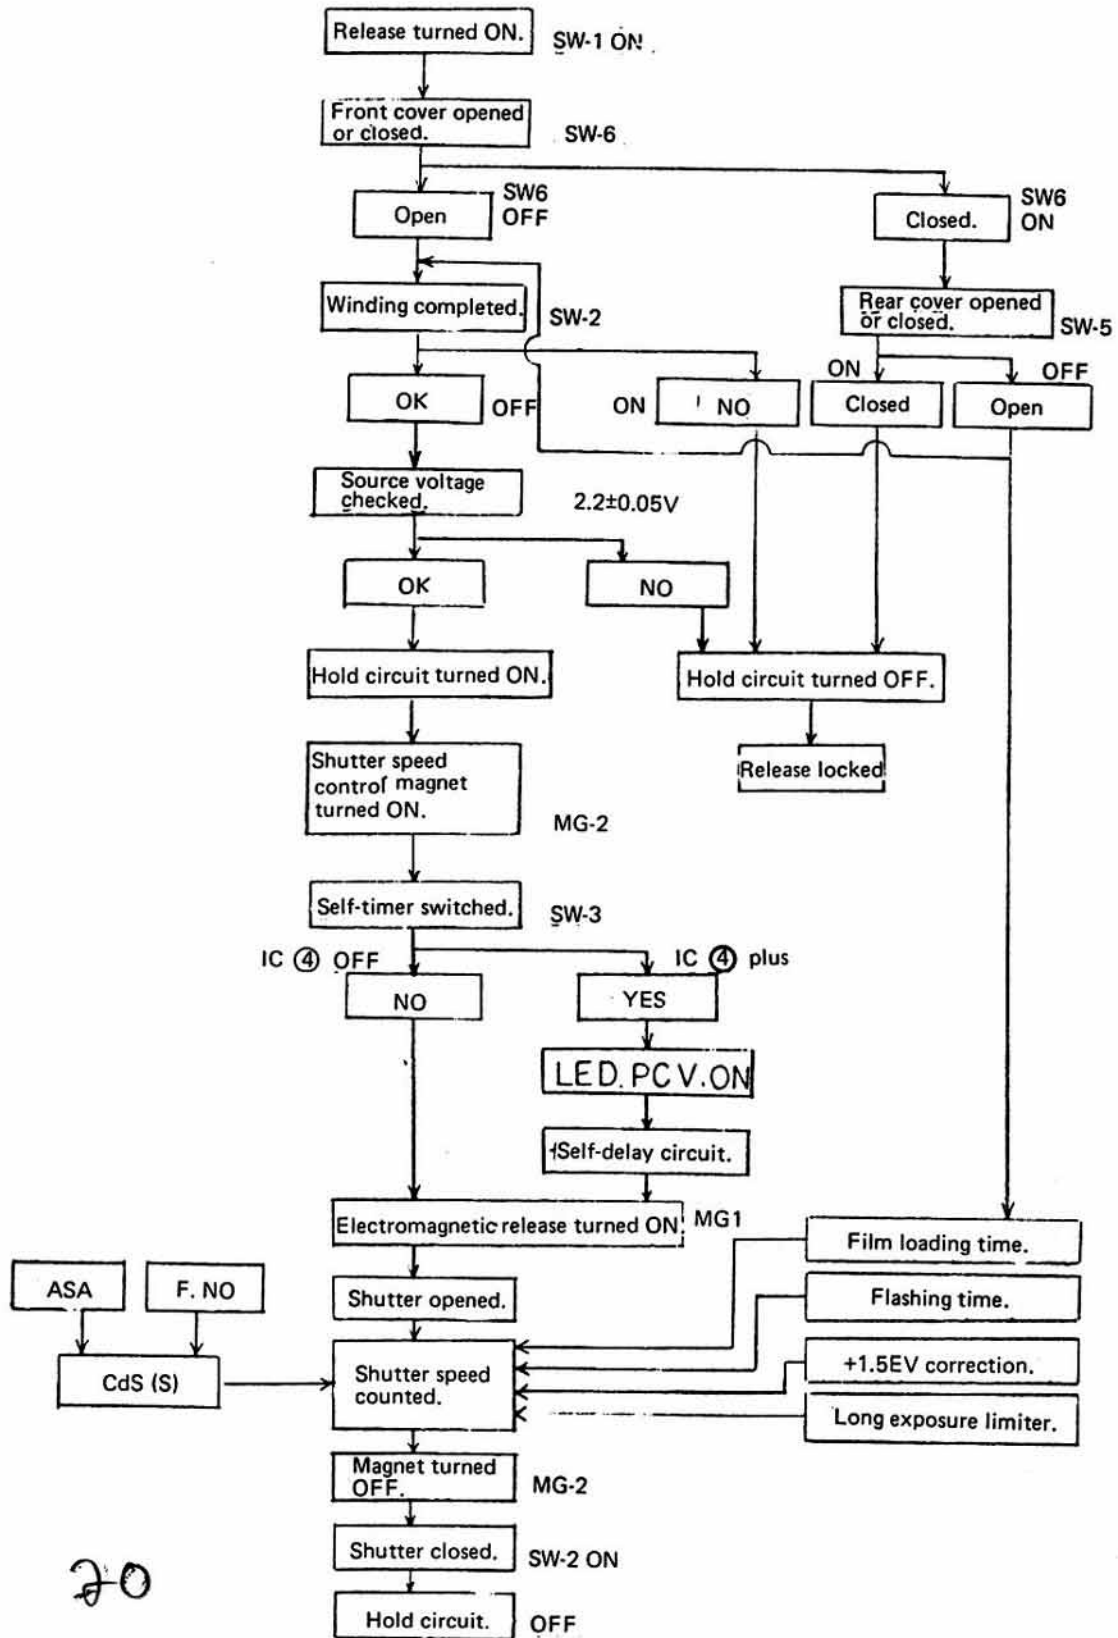 Release turned ON.
SW-1 ON
Front cover opened
or closed.
SW-6
Open
SW6
OFF
Closed.
SW6
ON
Winding completed.
SW-2
Rear cover opened
or closed.
SW-5
OK
OFF
ON
NO
ON
Closed
OFF
Open
Source voltage
checked.
2.2±0.05V
OK
NO
Hold circuit turned ON.
Hold circuit turned OFF.
Shutter speed
control magnet
turned ON.
MG-2
Release locked
Self-timer switched.
SW-3
IC ④ OFF
IC ④ plus
NO
YES
LED. PCV. ON
Self-delay circuit.
Electromagnetic release turned ON.
MG1
Film loading time.
ASA
F. NO
Shutter opened.
Flashing time.
CdS (S)
Shutter speed
counted.
+1.5EV correction.
Long exposure limiter.
Magnet turned
OFF.
MG-2
Shutter closed.
SW-2 ON
Hold circuit.
OFF
20